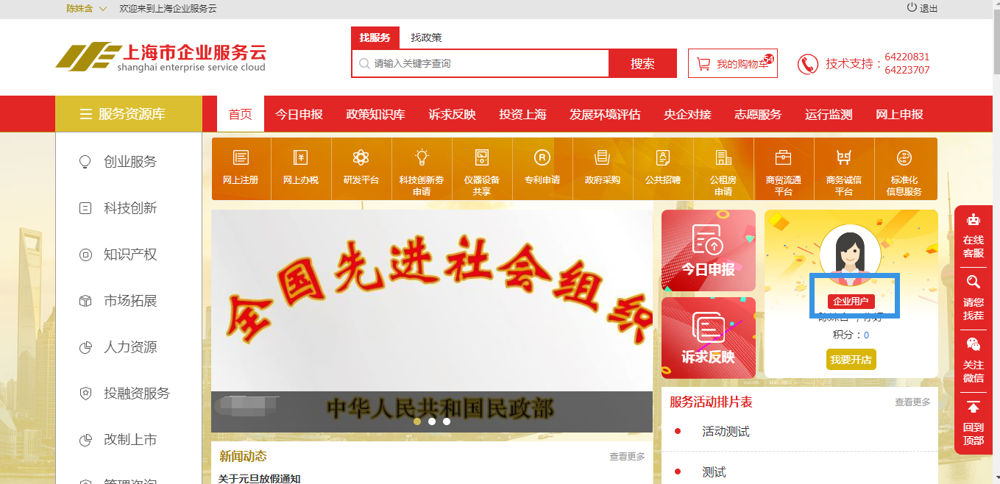 陈姝含
欢迎来到上海企业服务云
退出
上海市企业服务云
shanghai enterprise service cloud
找服务
找政策
请输入关键字查询
搜索
我的购物车
54
技术支持：
64220831
64223707
服务资源库
首页
今日申报
政策知识库
诉求反映
投资上海
发展环境评估
央企对接
志愿服务
运行监测
网上申报
创业服务
科技创新
知识产权
市场拓展
人力资源
投融资服务
改制上市
管理咨询
网上注册
网上办税
研发平台
科技创新券
申请
仪器设备
共享
R
专利申请
政府采购
公共招聘
公租房
申请
商贸流通
平台
商务诚信
平台
标准化
信息服务
全国先进社会组织
中华人民共和国民政部
今日申报
诉求反映
企业用户
积分：0
我要开店
服务活动排片表
查看更多
活动测试
测试
新闻动态
查看更多
关于元旦放假通知
在线
客服
请您
找茬
关注
微信
回到
顶部